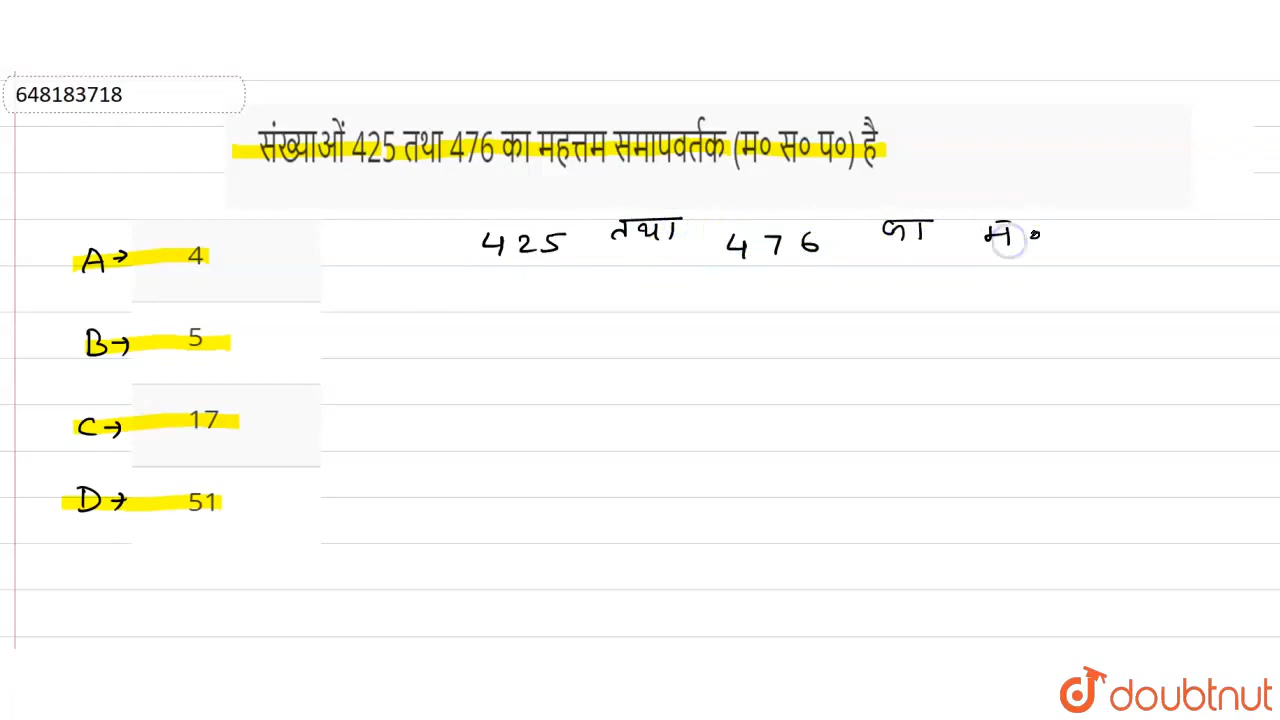 648183718
संख्याओं 425 तथा 476 का महत्तम समापवर्तक (म० स० प०) है
425 तथा 476 का म०
A→ 4
B→ 5
C→ 17
D→ 51
doubtnut